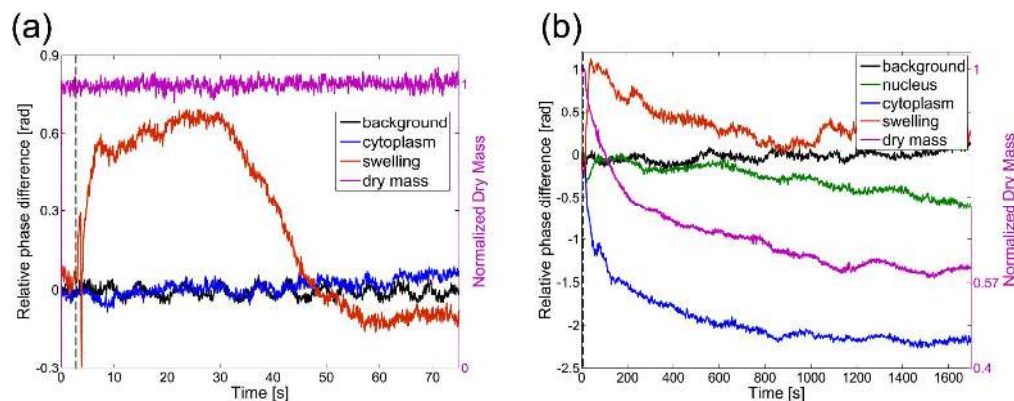 (a)
0.9
0.6
0.3
0
-0.3
Relative phase difference [rad]
0
10
20
30
40
50
60
70
Time [s]
1
0
Normalized Dry Mass
background
cytoplasm
swelling
dry mass
(b)
1
0.5
0
-0.5
-1
-1.5
-2
-2.5
Relative phase difference [rad]
0
200
400
600
800
1000
1200
1400
1600
Time [s]
1
0.57
0.4
Normalized Dry Mass
background
nucleus
cytoplasm
swelling
dry mass